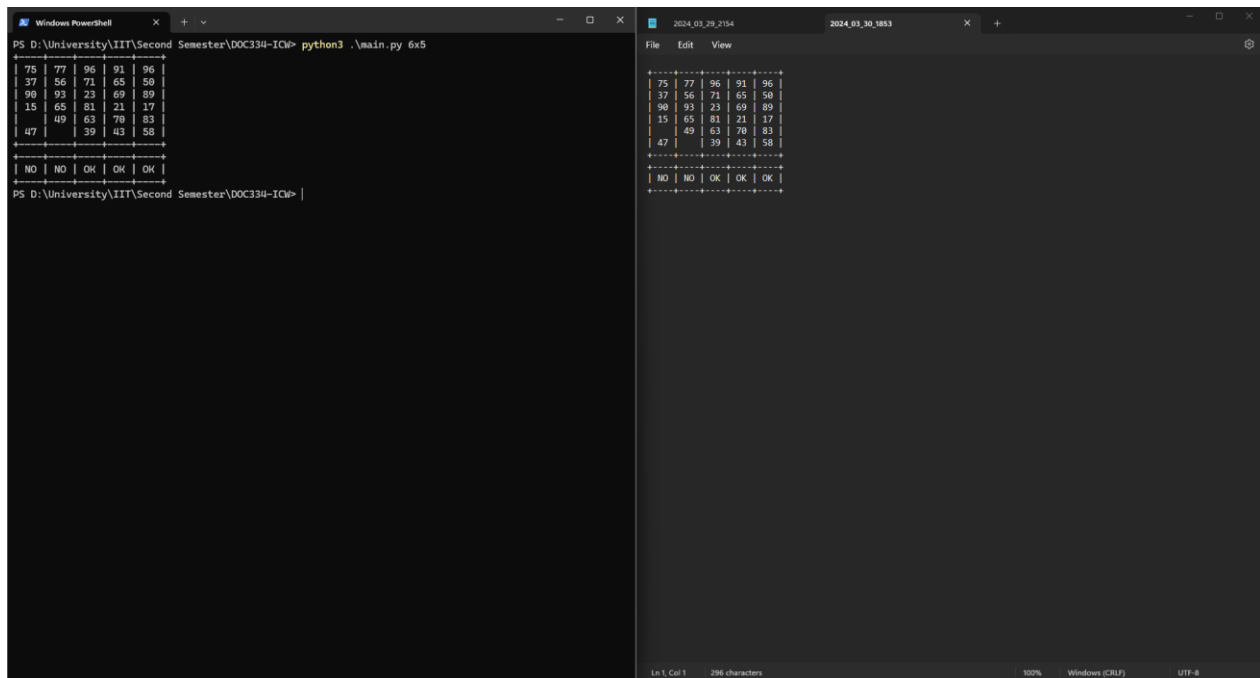 Windows PowerShell
PS D:\University\IIT\Second Semester\DOC334-ICW> python3 .\main.py 6x5
+----+----+----+----+----+
| 75 | 77 | 96 | 91 | 96 |
| 37 | 56 | 71 | 65 | 50 |
| 90 | 93 | 23 | 69 | 89 |
| 15 | 65 | 81 | 21 | 17 |
|    | 49 | 63 | 70 | 83 |
| 47 |    | 39 | 43 | 58 |
+----+----+----+----+----+
+----+----+----+----+----+
| NO | NO | OK | OK | OK |
+----+----+----+----+----+
PS D:\University\IIT\Second Semester\DOC334-ICW>
2024_03_29_2154 2024_03_30_1853
File Edit View
+----+----+----+----+----+
| 75 | 77 | 96 | 91 | 96 |
| 37 | 56 | 71 | 65 | 50 |
| 90 | 93 | 23 | 69 | 89 |
| 15 | 65 | 81 | 21 | 17 |
|    | 49 | 63 | 70 | 83 |
| 47 |    | 39 | 43 | 58 |
+----+----+----+----+----+
+----+----+----+----+----+
| NO | NO | OK | OK | OK |
+----+----+----+----+----+
Ln 1, Col 1 296 characters 100% Windows (CRLF) UTF-8